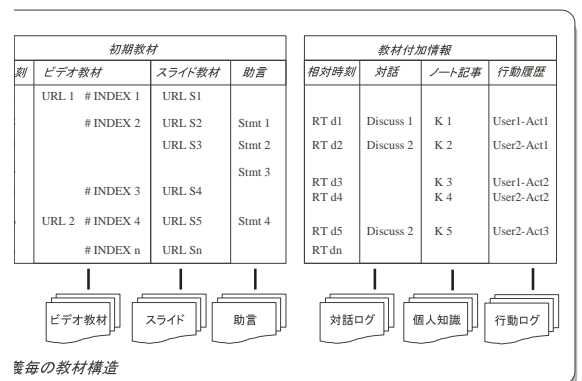 初期教材
刻 ビデオ教材 スライド教材 助言
URL 1 # INDEX 1 URL S1
# INDEX 2 URL S2 Stmt 1
URL S3 Stmt 2
Stmt 3
# INDEX 3 URL S4
URL 2 # INDEX 4 URL S5 Stmt 4
# INDEX n URL Sn
ビデオ教材 スライド 助言
教材付加情報
相対時刻 対話 ノート記事 行動履歴
RT d1 Discuss 1 K 1 User1-Act1
RT d2 Discuss 2 K 2 User2-Act1
RT d3 K 3 User1-Act2
RT d4 K 4 User2-Act2
RT d5 Discuss 2 K 5 User2-Act3
RT dn
対話ログ 個人知識 行動ログ
義毎の教材構造